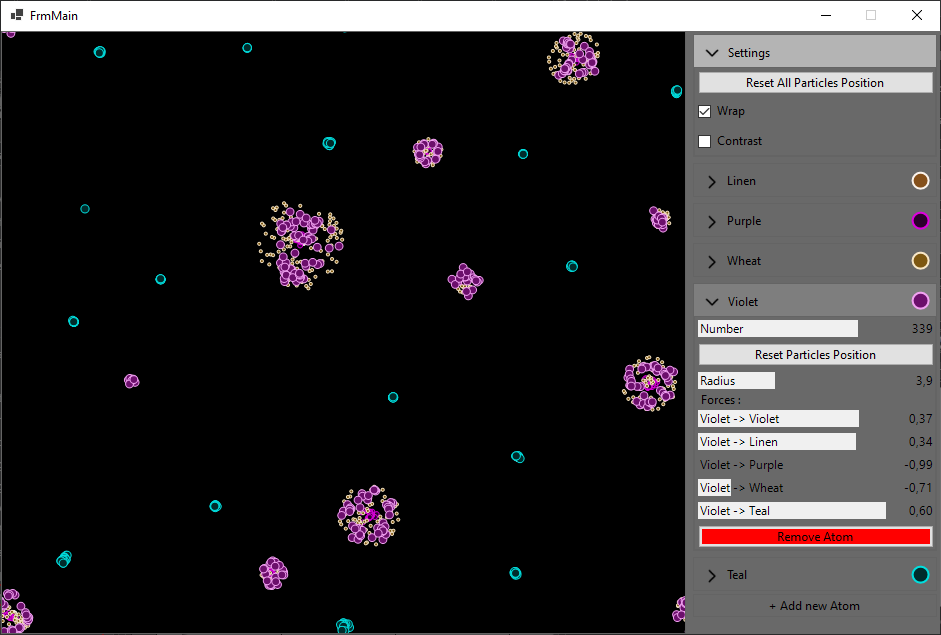 FrmMain
Settings
Reset All Particles Position
Wrap
Contrast
Linen
Purple
Wheat
Violet
Number 339
Reset Particles Position
Radius 3,9
Forces :
Violet -> Violet 0,37
Violet -> Linen 0,34
Violet -> Purple -0,99
Violet -> Wheat -0,71
Violet -> Teal 0,60
Remove Atom
Teal
+ Add new Atom